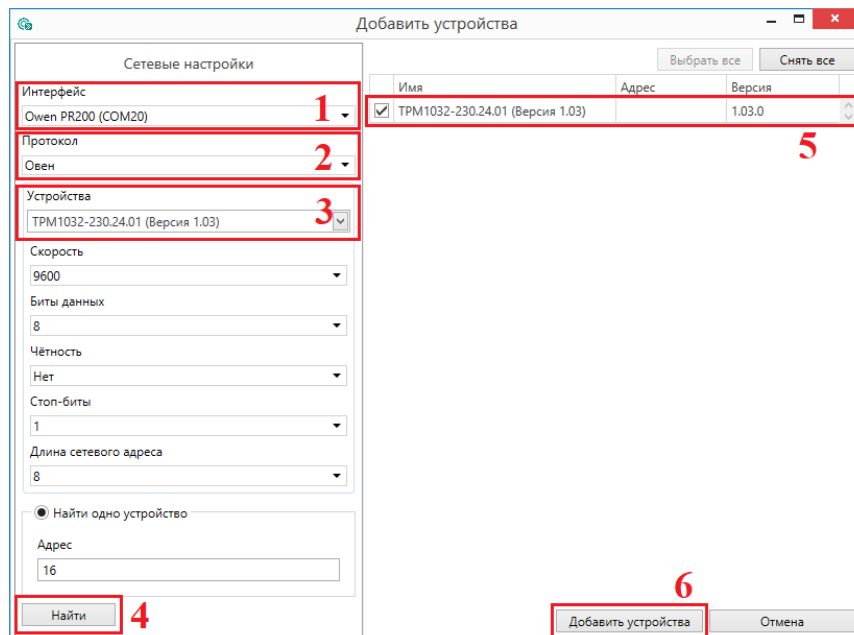 Добавить устройства
Сетевые настройки
Интерфейс
Owen PR200 (COM20)
1
Протокол
Овен
2
Устройства
ТРМ1032-230.24.01 (Версия 1.03)
3
Скорость
9600
Биты данных
8
Чётность
Нет
Стоп-биты
1
Длина сетевого адреса
8
Найти одно устройство
Адрес
16
Найти
4
Выбрать все Снять все
Имя Адрес Версия
ТРМ1032-230.24.01 (Версия 1.03) 1.03.0
5
6
Добавить устройства Отмена